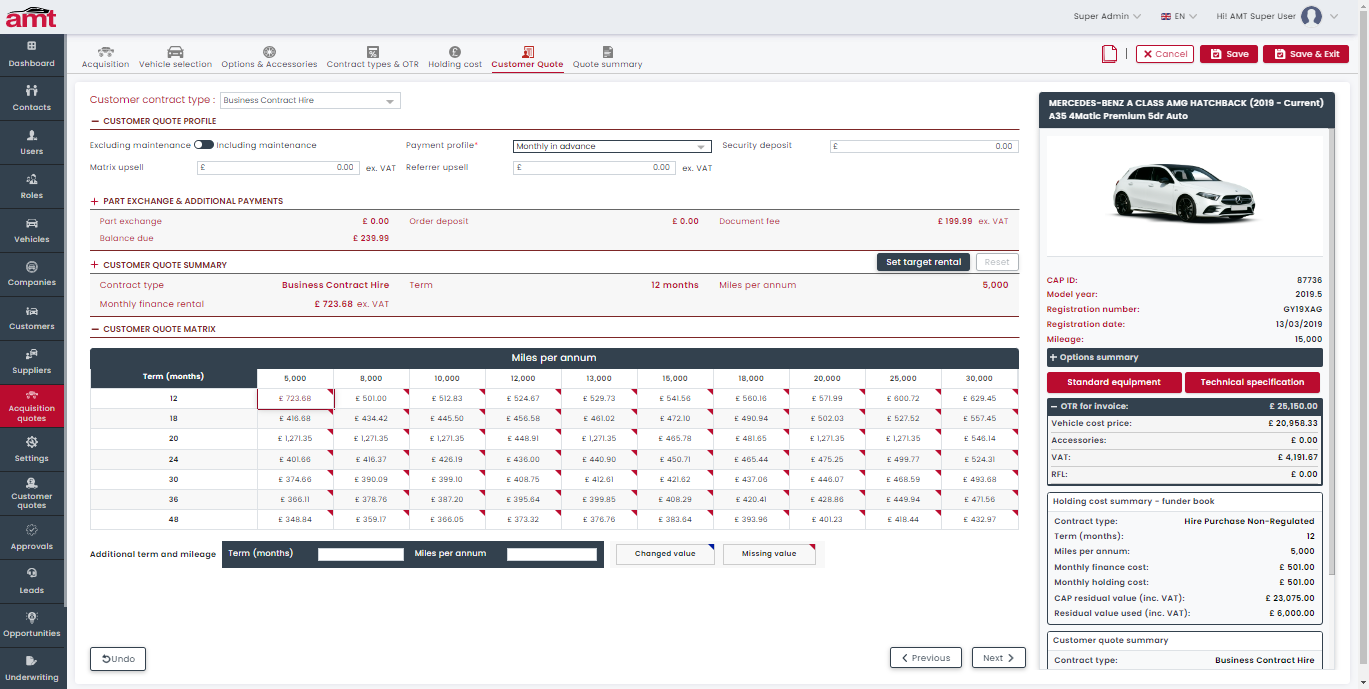 amt
Super Admin
EN
Hi! AMT Super User
Dashboard
Contacts
Users
Roles
Vehicles
Companies
Customers
Suppliers
Acquisition
quotes
Settings
Customer
quotes
Approvals
Leads
Opportunities
Underwriting
Acquisition Vehicle selection Options & Accessories Contract types & OTR Holding cost Customer Quote Quote summary
Cancel Save Save & Exit
Customer contract type : Business Contract Hire
CUSTOMER QUOTE PROFILE
Excluding maintenance Including maintenance Payment profile* Monthly in advance Security deposit £ 0.00
Matrix upsell £ 0.00 ex. VAT Referrer upsell £ 0.00 ex. VAT
+ PART EXCHANGE & ADDITIONAL PAYMENTS
Part exchange £ 0.00 Order deposit £ 0.00 Document fee £ 199.99 ex. VAT
Balance due £ 239.99
+ CUSTOMER QUOTE SUMMARY Set target rental Reset
Contract type Business Contract Hire Term 12 months Miles per annum 5,000
Monthly finance rental £ 723.68 ex. VAT
CUSTOMER QUOTE MATRIX
Miles per annum
Term (months) 5,000 8,000 10,000 12,000 13,000 15,000 18,000 20,000 25,000 30,000
12 £ 723.68 £ 501.00 £ 512.83 £ 524.67 £ 529.73 £ 541.56 £ 560.16 £ 571.99 £ 600.72 £ 629.45
18 £ 416.68 £ 434.42 £ 445.50 £ 456.58 £ 461.02 £ 472.10 £ 490.94 £ 502.03 £ 527.52 £ 557.45
20 £ 1,271.35 £ 1,271.35 £ 1,271.35 £ 448.91 £ 1,271.35 £ 465.78 £ 481.65 £ 1,271.35 £ 1,271.35 £ 546.14
24 £ 401.66 £ 416.37 £ 426.19 £ 436.00 £ 440.90 £ 450.71 £ 465.44 £ 475.25 £ 499.77 £ 524.31
30 £ 374.66 £ 390.09 £ 399.10 £ 408.75 £ 412.61 £ 421.62 £ 437.06 £ 446.07 £ 468.59 £ 493.68
36 £ 366.11 £ 378.76 £ 387.20 £ 395.64 £ 399.85 £ 408.29 £ 420.41 £ 428.86 £ 449.94 £ 471.56
48 £ 348.84 £ 359.17 £ 366.05 £ 373.32 £ 376.76 £ 383.64 £ 393.96 £ 401.23 £ 418.44 £ 432.97
Additional term and mileage Term (months) Miles per annum Changed value Missing value
Undo Previous Next
MERCEDES-BENZ A CLASS AMG HATCHBACK (2019 - Current)
A35 4Matic Premium 5dr Auto
CAP ID: 87736
Model year: 2019.5
Registration number: GY19XAG
Registration date: 13/03/2019
Mileage: 15,000
+ Options summary
Standard equipment Technical specification
OTR for invoice: £ 25,150.00
Vehicle cost price: £ 20,958.33
Accessories: £ 0.00
VAT: £ 4,191.67
RFL: £ 0.00
Holding cost summary - funder book
Contract type: Hire Purchase Non-Regulated
Term (months): 12
Miles per annum: 5,000
Monthly finance cost: £ 501.00
Monthly holding cost: £ 501.00
CAP residual value (inc. VAT): £ 23,075.00
Residual value used (inc. VAT): £ 6,000.00
Customer quote summary
Contract type: Business Contract Hire